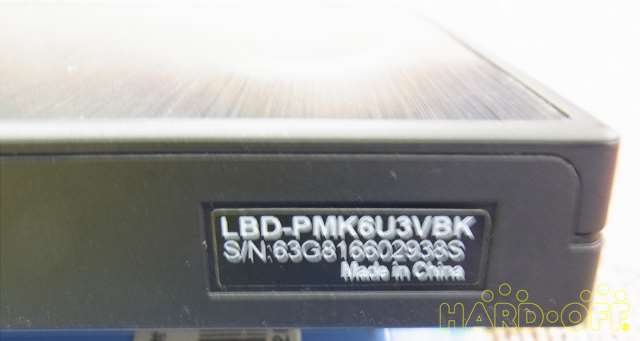 LBD-PMK6U3VBK
S/N:63G816602938S
Made in China
HARD·OFF